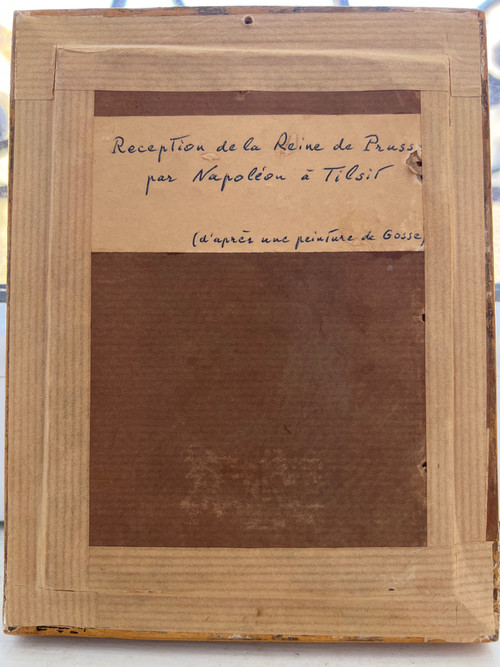 Reception de la Reine de Pruss
par Napoléon à Tilsit
(d'après une peinture de Gosse)